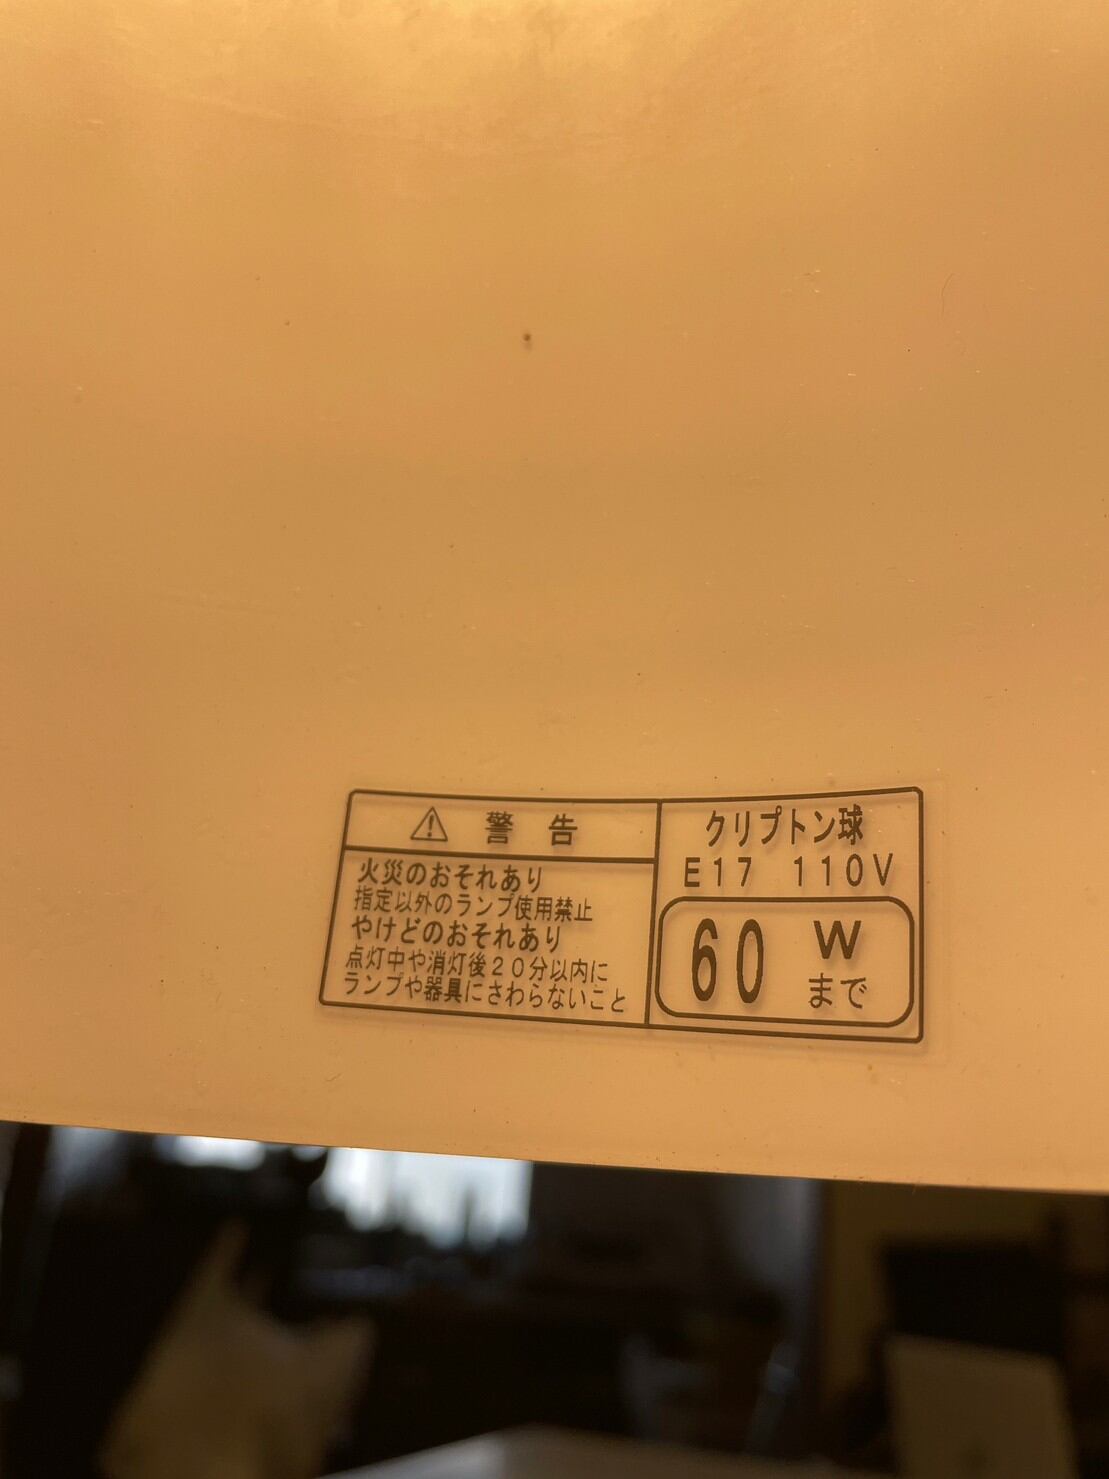 ⚠ 警告
火災のおそれあり
指定以外のランプ使用禁止
やけどのおそれあり
点灯中や消灯後20分以内に
ランプや器具にさわらないこと
クリプトン球
E17 110V
60Wまで